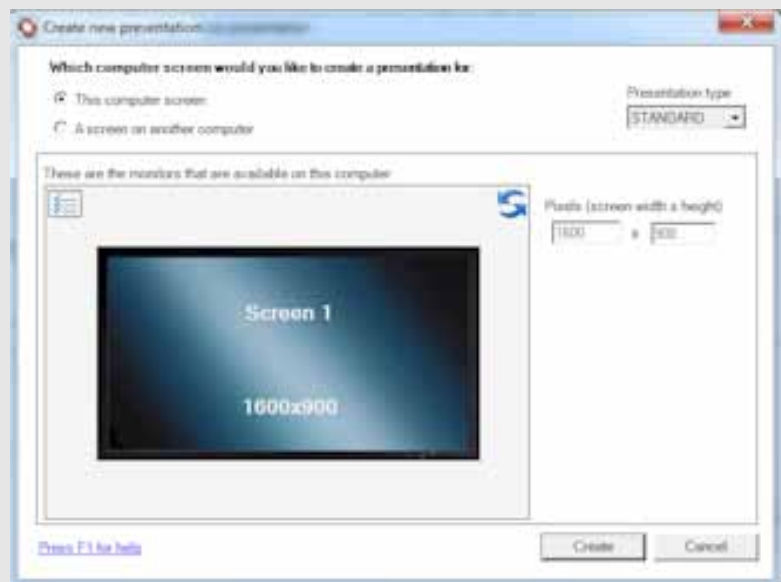 Create new presentation
Which computer screen would you like to create a presentation for:
This computer screen
A screen on another computer
Presentation type
STANDARD
These are the monitors that are available on this computer
Pixels (screen width x height)
1600 x 900
Screen 1
1600x900
Press F1 for help
Create
Cancel